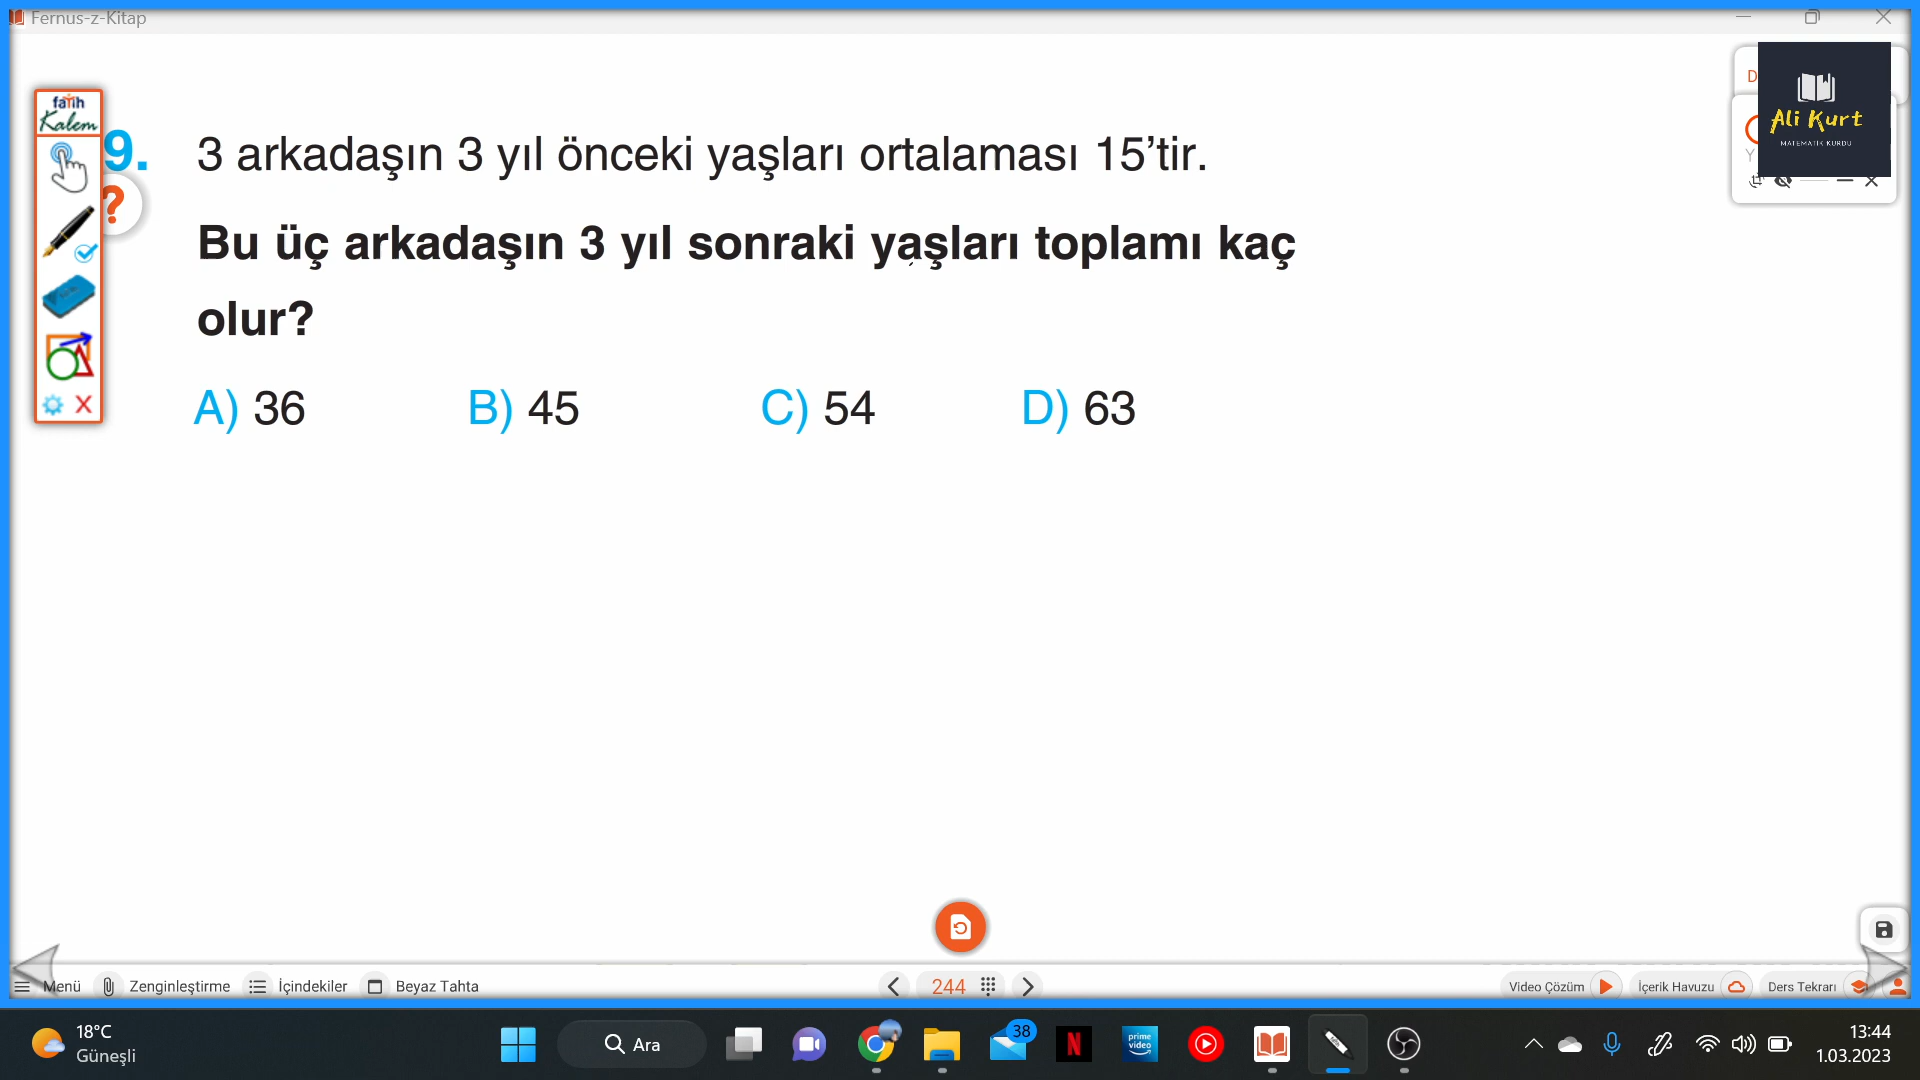 Fernus-z-Kitap
fatih
Kalem
9. 3 arkadaşın 3 yıl önceki yaşları ortalaması 15’tir.
?
Bu üç arkadaşın 3 yıl sonraki yaşları toplamı kaç
olur?
A) 36 B) 45 C) 54 D) 63
D
Y
Ali Kurt
MATEMATİK KURDU
Menü Zenginleştirme İçindekiler Beyaz Tahta 244 Video Çözüm İçerik Havuzu Ders Tekrarı
18°C
Güneşli
Ara
38
N
prime
video
13:44
1.03.2023